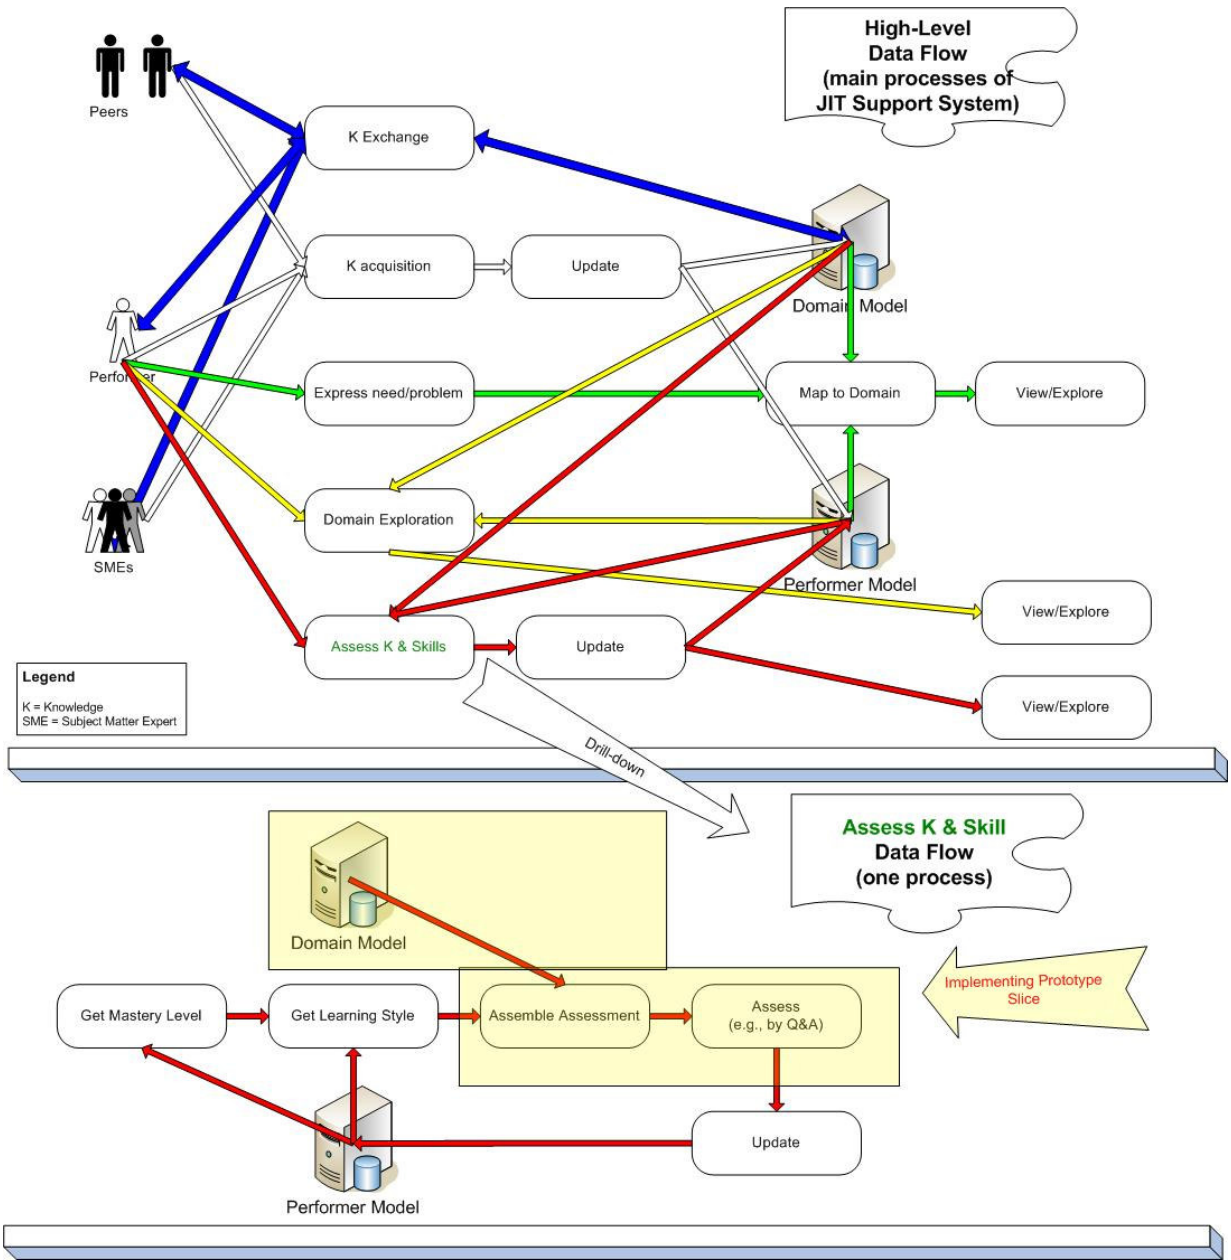 High-Level
Data Flow
(main processes of
JIT Support System)
Peers
K Exchange
K acquisition
Update
Domain Model
Performer
Express need/problem
Map to Domain
View/Explore
Domain Exploration
SMEs
Performer Model
View/Explore
Assess K & Skills
Update
View/Explore
Legend
K = Knowledge
SME = Subject Matter Expert
Drill-down
Assess K & Skill
Data Flow
(one process)
Domain Model
Implementing Prototype
Slice
Get Mastery Level
Get Learning Style
Assemble Assessment
Assess
(e.g., by Q&A)
Update
Performer Model